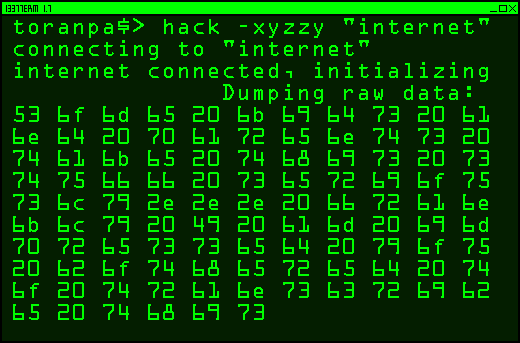 l33tTERM 1.1
toranpa$> hack -xyzzy "internet"
connecting to "internet"
internet connected, initializing
Dumping raw data:
53 6f 6d 65 20 6b 69 64 73 20 61
6e 64 20 70 61 72 65 6e 74 73 20
74 61 6b 65 20 74 68 69 73 20 73
74 75 66 66 20 73 65 72 69 6f 75
73 6c 79 2e 2e 2e 20 66 72 61 6e
6b 6c 79 20 49 20 61 6d 20 69 6d
70 72 65 73 73 65 64 20 79 6f 75
20 62 6f 74 68 65 72 65 64 20 74
6f 20 74 72 61 6e 73 63 72 69 62
65 20 74 68 69 73